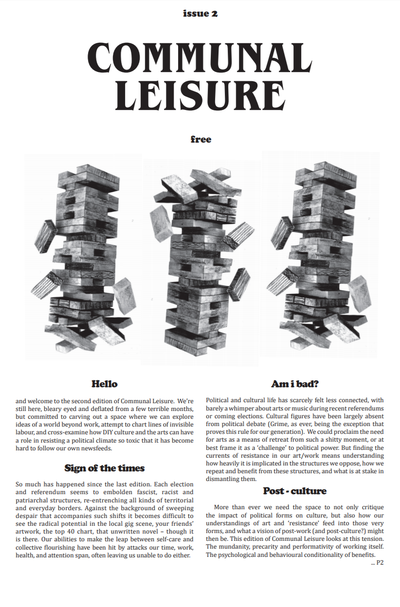 issue 2
COMMUNAL
LEISURE
free
Hello
and welcome to the second edition of Communal Leisure. We're
still here, bleary eyed and deflated from a few terrible months,
but committed to carving out a space where we can explore
ideas of a world beyond work, attempt to chart lines of invisible
labour, and cross-examine how DIY culture and the arts can have
a role in resisting a political climate so toxic that it has become
hard to follow our own newsfeeds.
Sign of the times
So much has happened since the last edition. Each election
and referendum seems to embolden fascist, racist and
patriarchal structures, re-entrenching all kinds of territorial
and everyday borders. Against the background of sweeping
despair that accompanies such shifts it becomes difficult to
see the radical potential in the local gig scene, your friends'
artwork, the top 40 chart, that unwritten novel – though it
is there. Our abilities to make the leap between self-care and
collective flourishing have been hit by attacks our time, work,
health, and attention span, often leaving us unable to do either.
Am i bad?
Political and cultural life has scarcely felt less connected, with
barely a whimper about arts or music during recent referendums
or coming elections. Cultural figures have been largely absent
from political debate (Grime, as ever, being the exception that
proves this rule for our generation). We could proclaim the need
for arts as a means of retreat from such a shitty moment, or at
best frame it as a 'challenge' to political power. But finding the
currents of resistance in our art/work means understanding
how heavily it is implicated in the structures we oppose, how we
repeat and benefit from these structures, and what is at stake in
dismantling them.
Post - culture
More than ever we need the space to not only critique
the impact of political forms on culture, but also how our
understandings of art and 'resistance' feed into those very
forms, and what a vision of post-work (and post-culture?) might
then be. This edition of Communal Leisure looks at this tension.
The mundanity, precarity and performativity of working itself.
The psychological and behavioural conditionality of benefits.
... P2